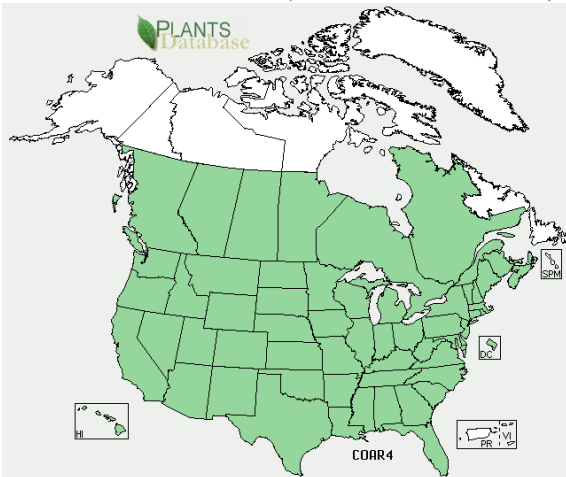 PLANTS
Database
SPM
DC
HI
PR
VI
COAR4